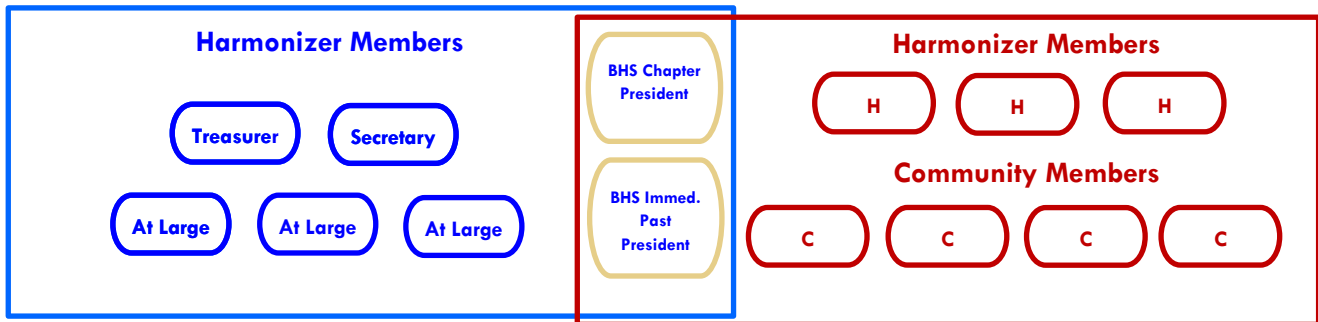 Harmonizer Members
Treasurer
Secretary
At Large
At Large
At Large
BHS Chapter
President
BHS Immed.
Past
President
Harmonizer Members
H
H
H
Community Members
C
C
C
C